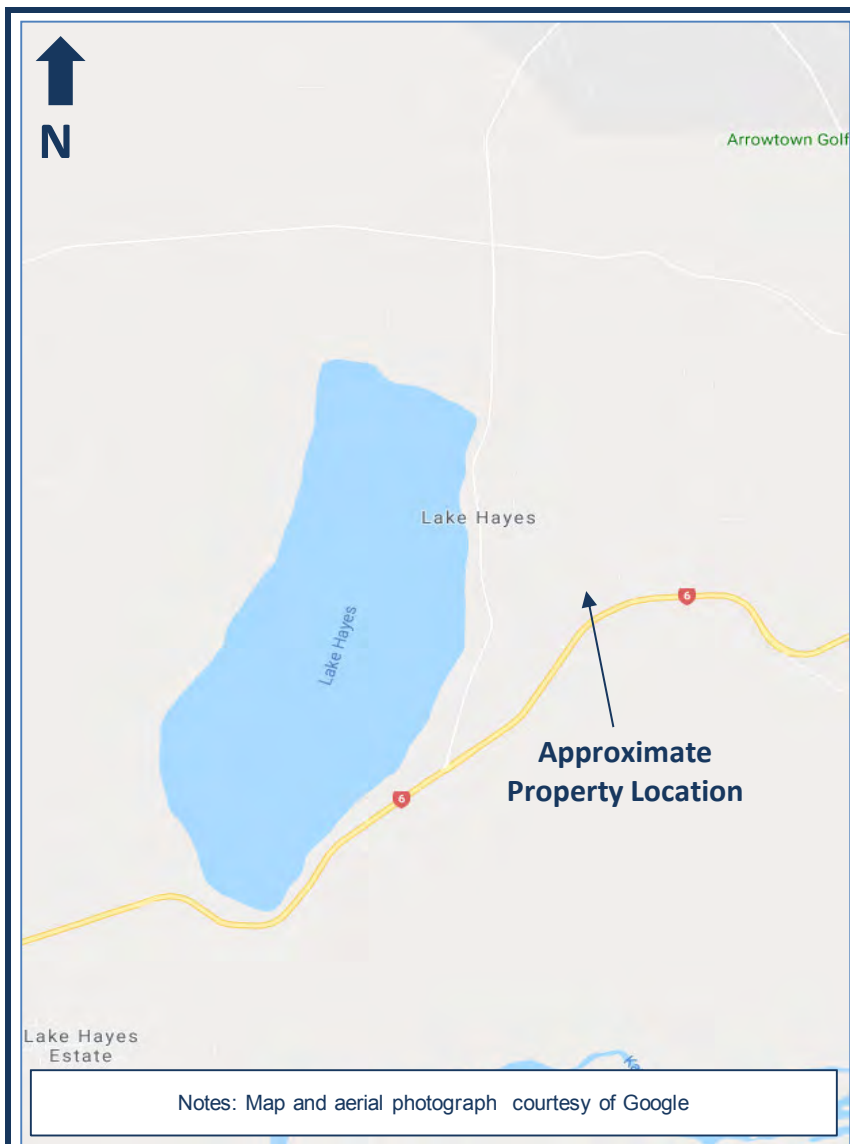 N
Arrowtown Golf
Lake Hayes
Lake Hayes
6
Approximate
Property Location
6
Lake Hayes
Estate
Notes: Map and aerial photograph courtesy of Google